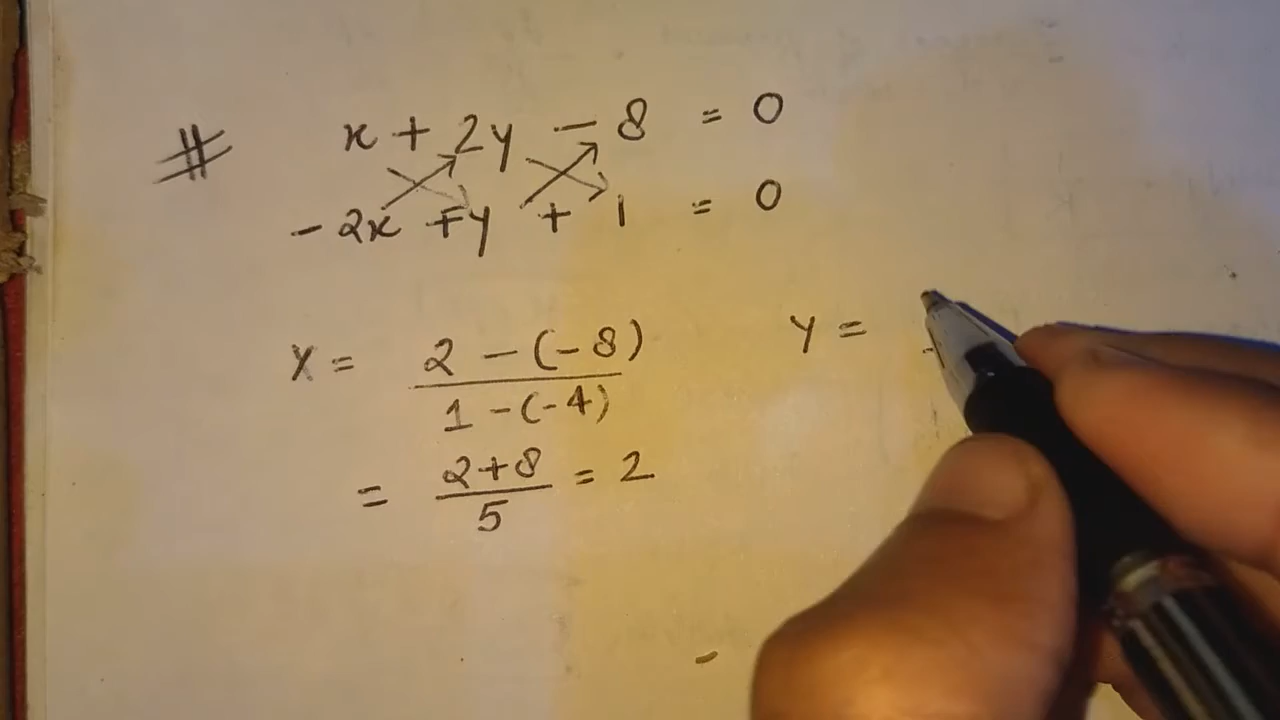 # x + 2y - 8 = 0
- 2x + y + 1 = 0
x = 2 - (-8) / 1 - (-4) y =
= 2+8 / 5 = 2